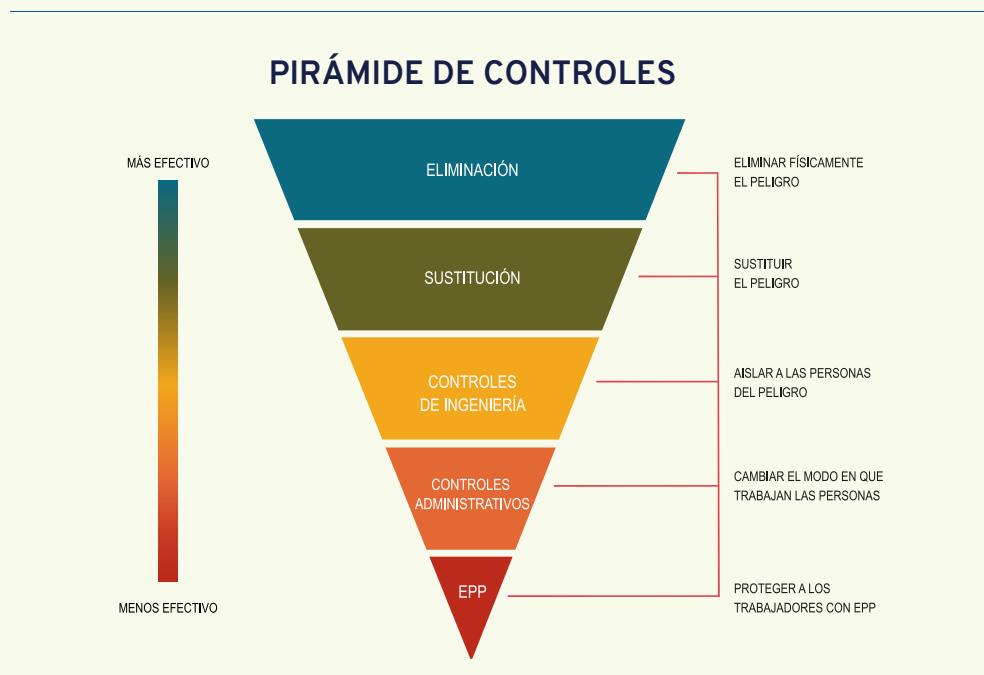 PIRÁMIDE DE CONTROLES
MÁS EFECTIVO
MENOS EFECTIVO
ELIMINACIÓN
SUSTITUCIÓN
CONTROLES
DE INGENIERÍA
CONTROLES
ADMINISTRATIVOS
EPP
ELIMINAR FÍSICAMENTE
EL PELIGRO
SUSTITUIR
EL PELIGRO
AISLAR A LAS PERSONAS
DEL PELIGRO
CAMBIAR EL MODO EN QUE
TRABAJAN LAS PERSONAS
PROTEGER A LOS
TRABAJADORES CON EPP